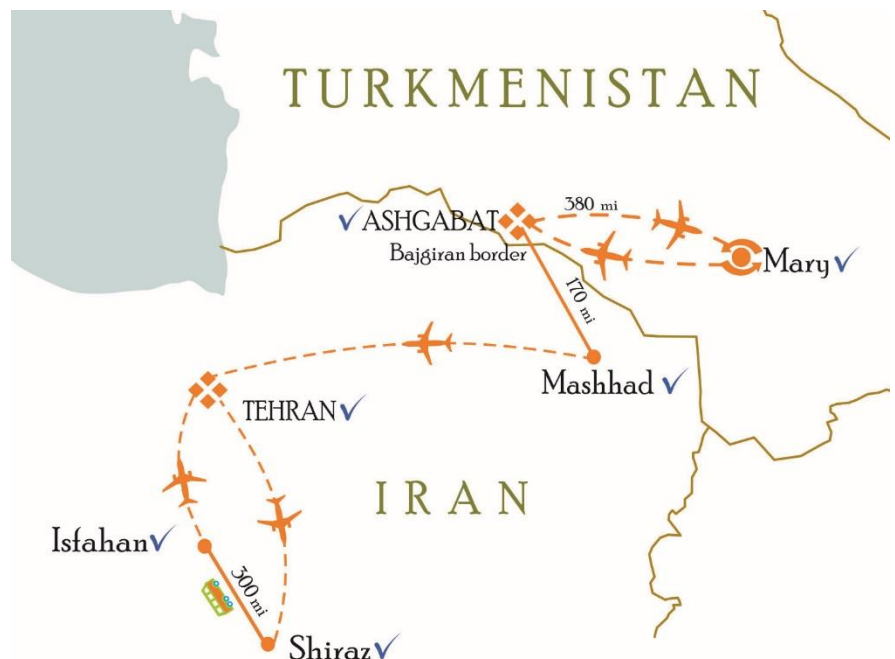 TURKMENISTAN
380 mi
ASHGABAT
Bajgiran border
Mary
170 mi
Mashhad
TEHRAN
IRAN
Isfahan
300 mi
Shiraz